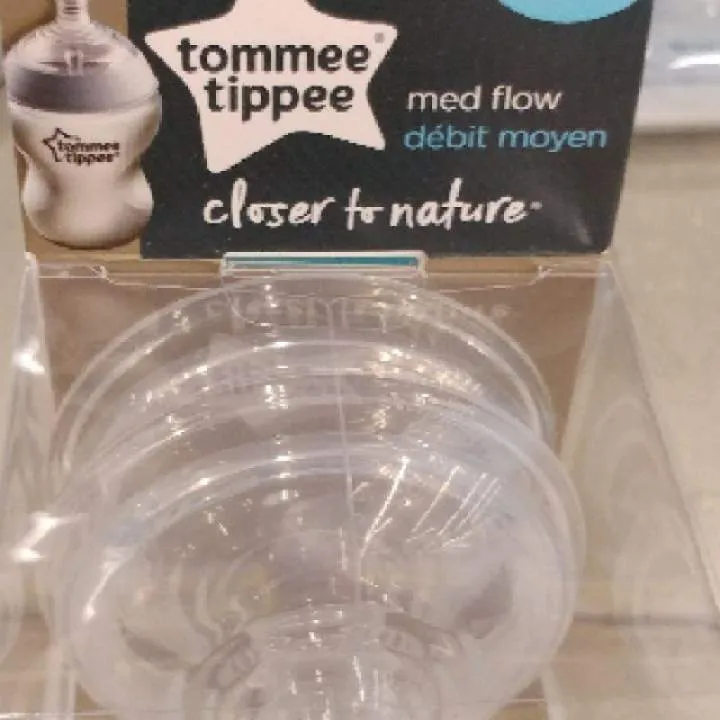 tommee
tippee
med flow
débit moyen
closer to nature
tommee
tippee